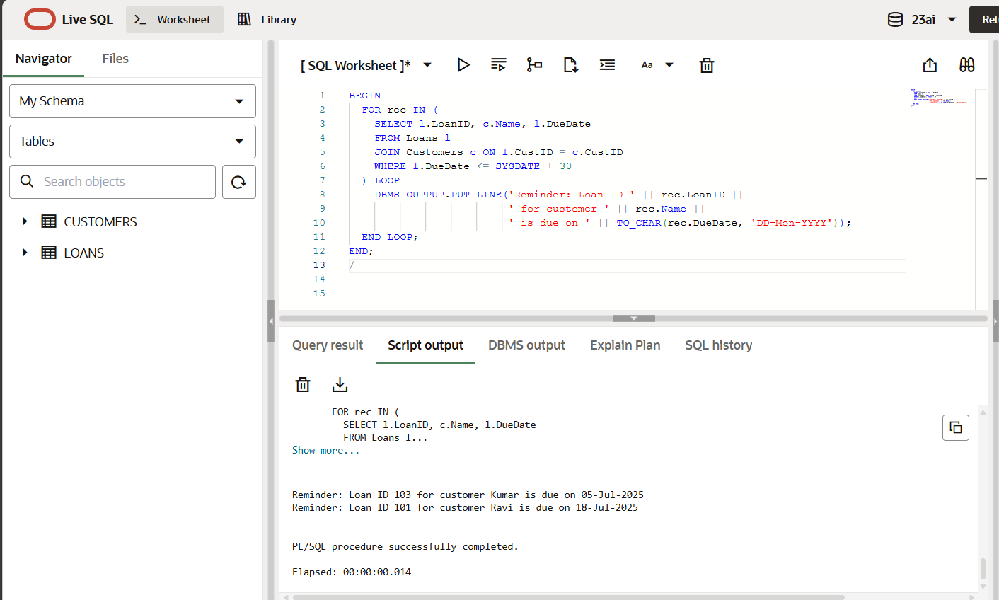 Live SQL
Worksheet
Library
23ai
Navigator
Files
My Schema
Tables
Search objects
CUSTOMERS
LOANS
[ SQL Worksheet ]*
Aa
1 BEGIN
2 FOR rec IN (
3 SELECT l.LoanID, c.Name, l.DueDate
4 FROM Loans l
5 JOIN Customers c ON l.CustID = c.CustID
6 WHERE l.DueDate <= SYSDATE + 30
7 ) LOOP
8 DBMS_OUTPUT.PUT_LINE('Reminder: Loan ID ' || rec.LoanID ||
9 ' for customer ' || rec.Name ||
10 ' is due on ' || TO_CHAR(rec.DueDate, 'DD-Mon-YYYY'));
11 END LOOP;
12 END;
13 /
14
15
Query result
Script output
DBMS output
Explain Plan
SQL history
FOR rec IN (
SELECT l.LoanID, c.Name, l.DueDate
FROM Loans l...
Show more...
Reminder: Loan ID 103 for customer Kumar is due on 05-Jul-2025
Reminder: Loan ID 101 for customer Ravi is due on 18-Jul-2025
PL/SQL procedure successfully completed.
Elapsed: 00:00:00.014